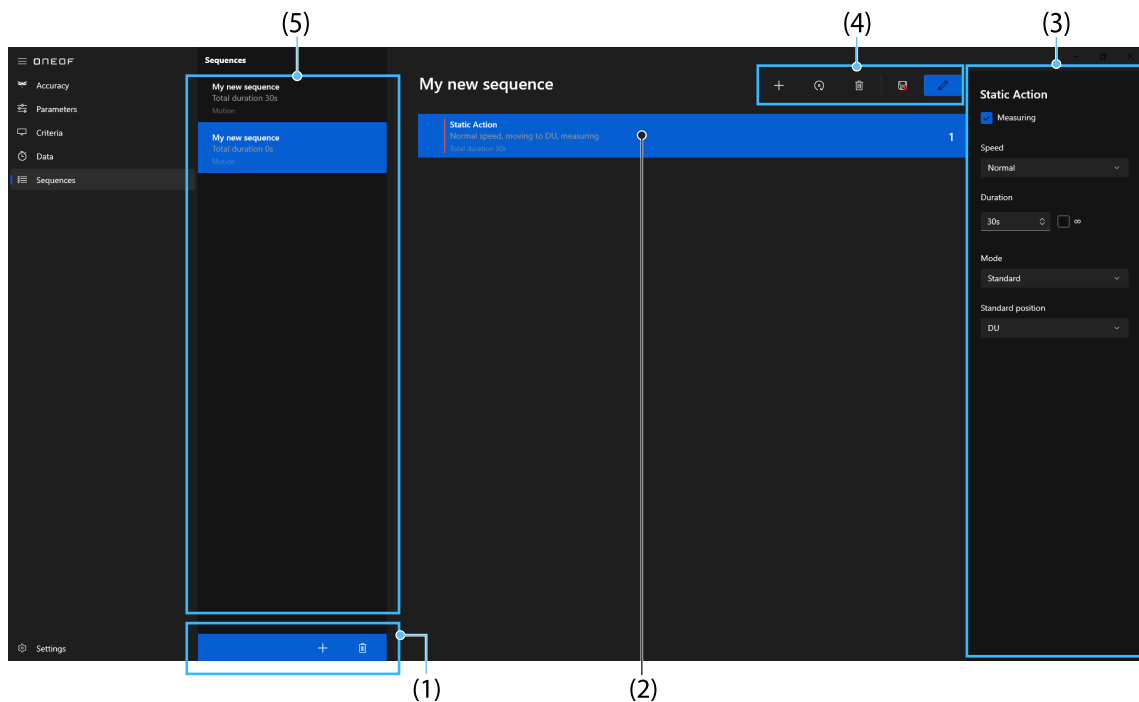 (5)
(4)
(3)
ONEOF
Accuracy
Parameters
Criteria
Data
Sequences
Settings
Sequences
My new sequence
Total duration 30s
Motion
My new sequence
Total duration 0s
Motion
My new sequence
Static Action
Normal speed, moving to DU, measuring
Total duration 30s
1
Static Action
Measuring
Speed
Normal
Duration
30s
∞
Mode
Standard
Standard position
DU
(1)
(2)